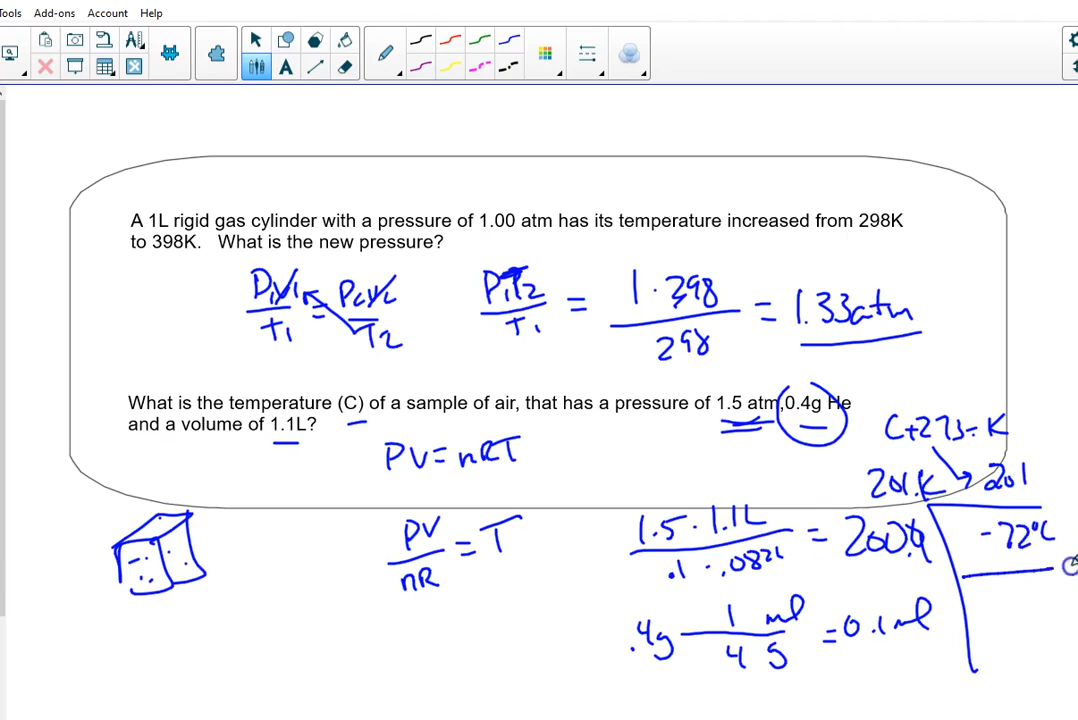 Tools Add-ons Account Help
A 1L rigid gas cylinder with a pressure of 1.00 atm has its temperature increased from 298K
to 398K. What is the new pressure?
P1V1/T1 = P2V2/T2 P1T2/T1 = 1·398/298 = 1.33atm
What is the temperature (C) of a sample of air, that has a pressure of 1.5 atm,0.4g He
and a volume of 1.1L?
C+273=K
PV=nRT
201.K 201
PV/nR = T 1.5·1.1L/.1·.0821 = 200.9 -72°C
.4g 1 ml/4 g =0.1ml